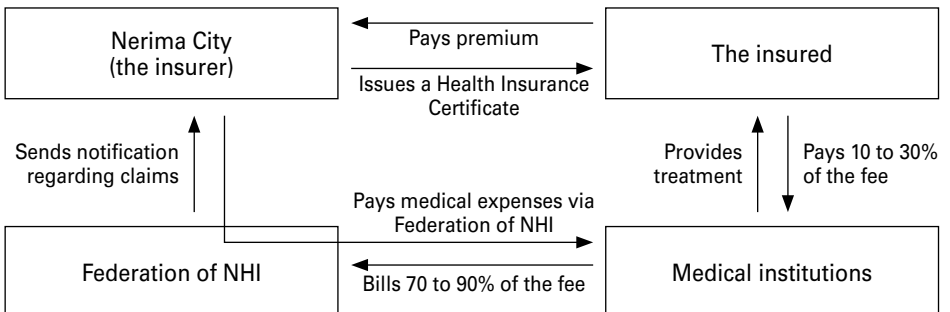 Nerima City
(the insurer)
Pays premium
Issues a Health Insurance
Certificate
The insured
Sends notification
regarding claims
Provides
treatment
Pays 10 to 30%
of the fee
Pays medical expenses via
Federation of NHI
Federation of NHI
Bills 70 to 90% of the fee
Medical institutions